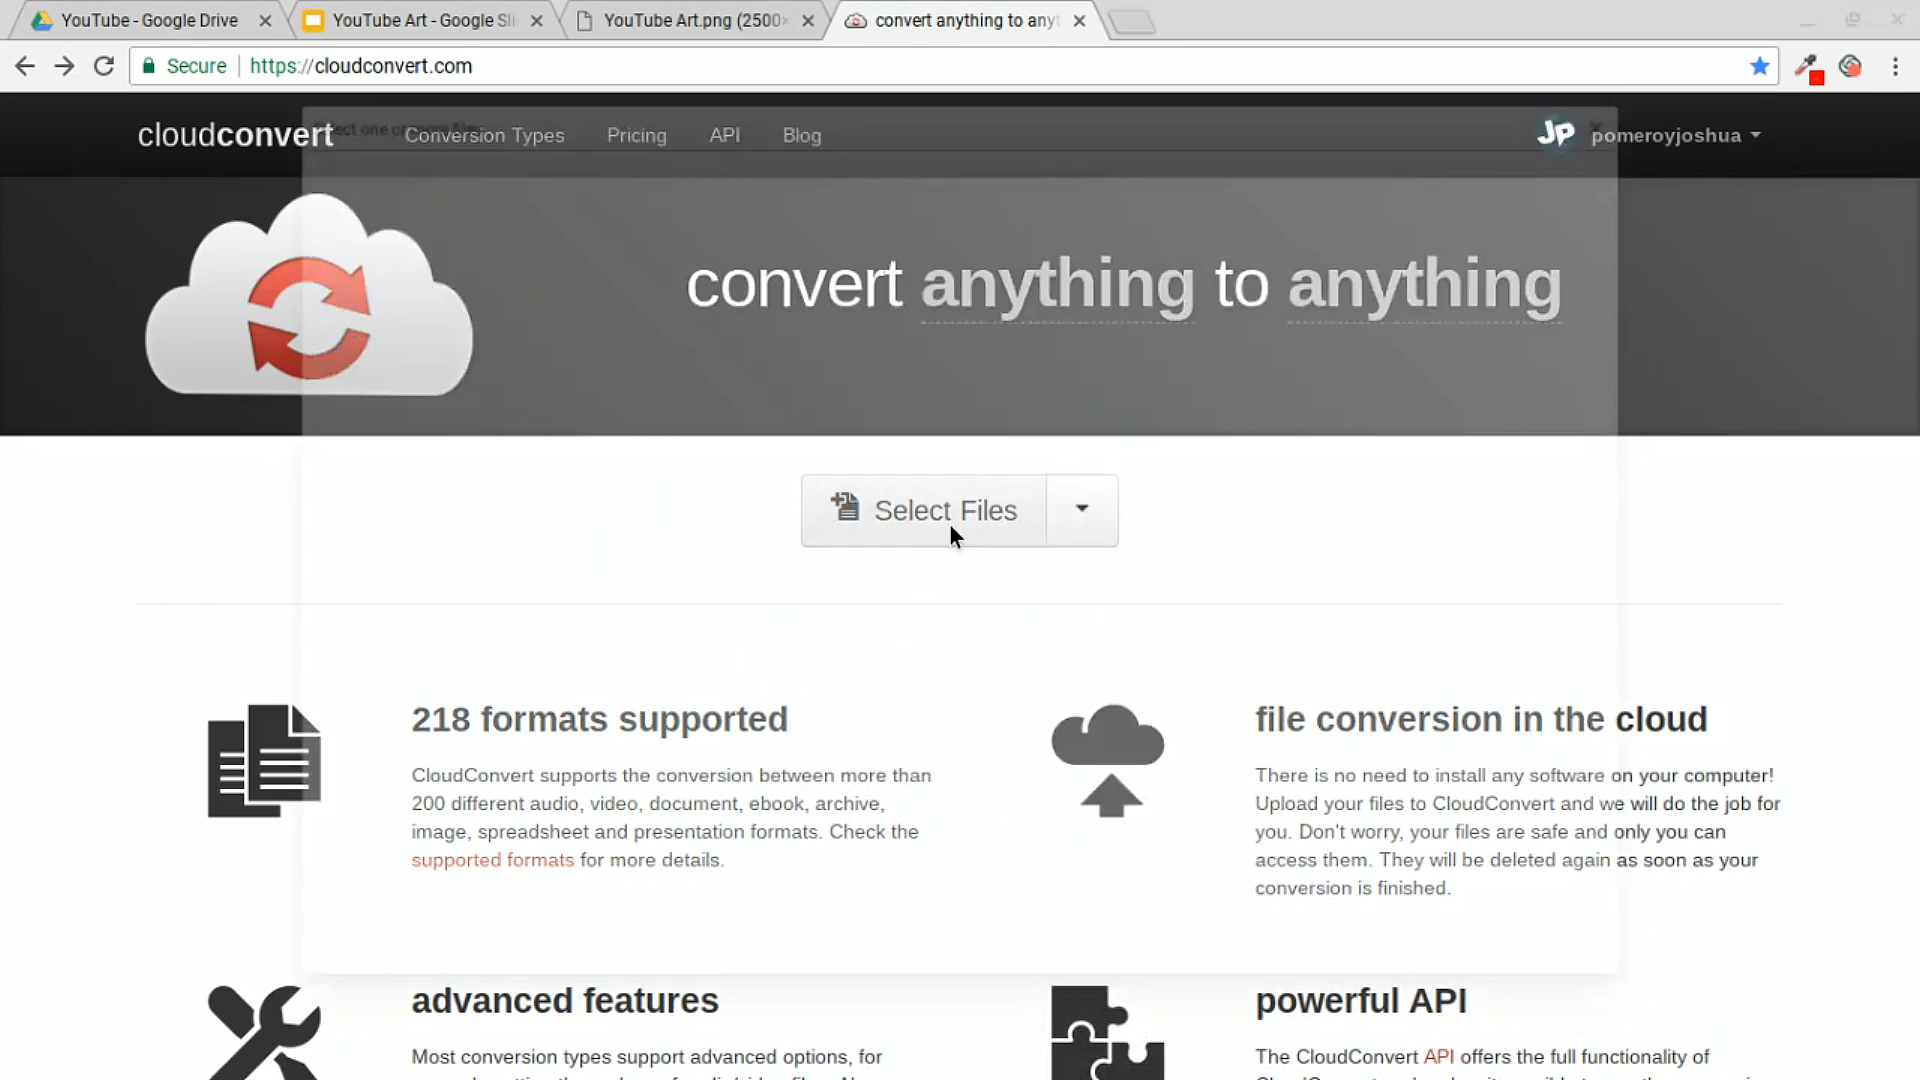 YouTube - Google Drive
YouTube Art - Google Sli
YouTube Art.png (2500×
convert anything to any
Secure
https://cloudconvert.com
cloudconvert
Conversion Types
Pricing
API
Blog
JP
pomeroyjoshua
convert anything to anything
Select Files
218 formats supported
CloudConvert supports the conversion between more than
200 different audio, video, document, ebook, archive,
image, spreadsheet and presentation formats. Check the
supported formats for more details.
file conversion in the cloud
There is no need to install any software on your computer!
Upload your files to CloudConvert and we will do the job for
you. Don't worry, your files are safe and only you can
access them. They will be deleted again as soon as your
conversion is finished.
advanced features
Most conversion types support advanced options, for
powerful API
The CloudConvert API offers the full functionality of